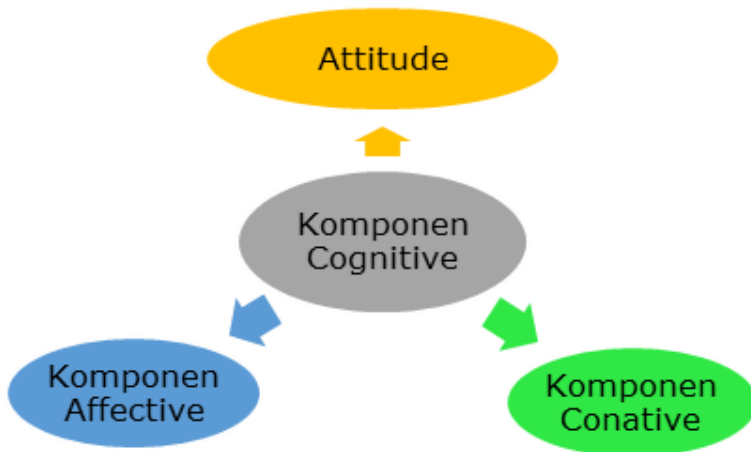 Attitude
Komponen
Cognitive
Komponen
Affective
Komponen
Conative